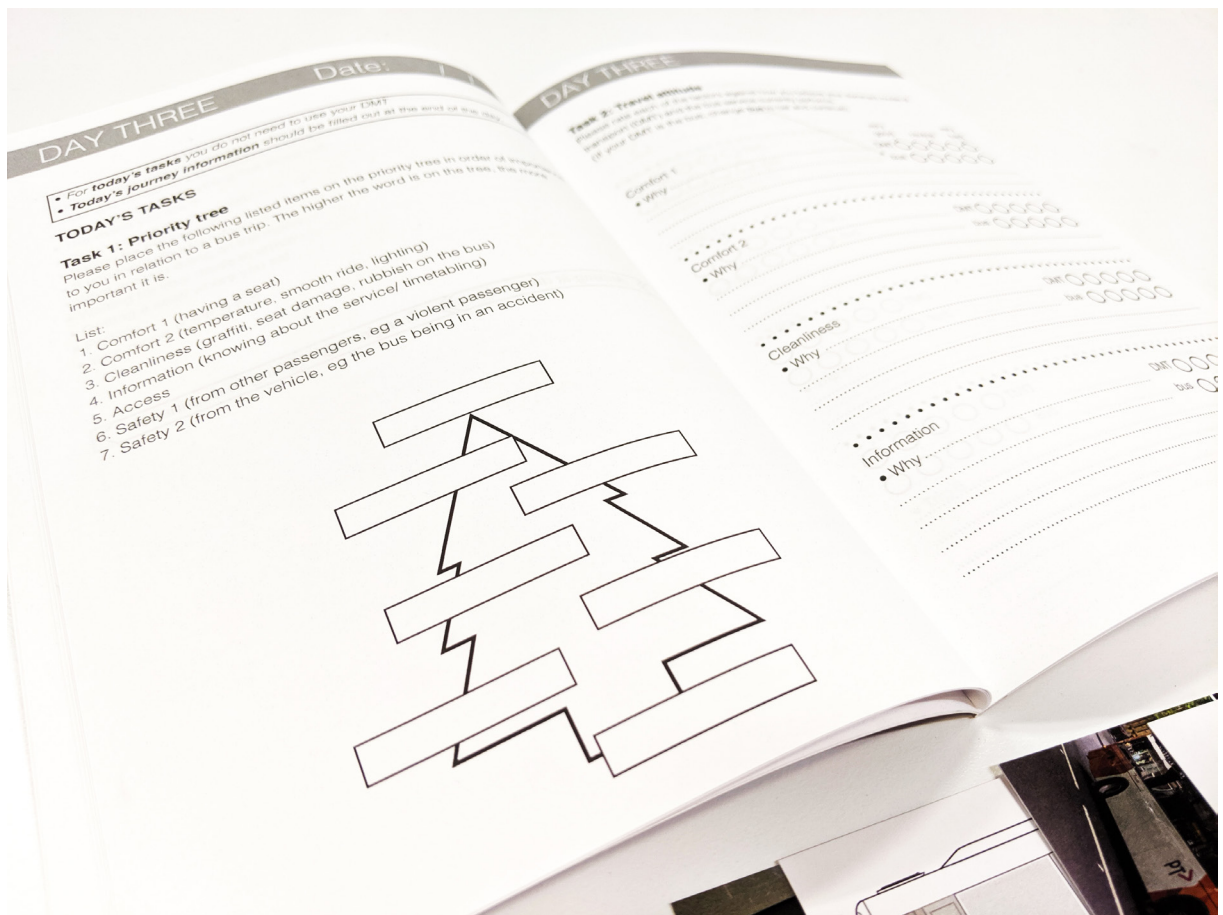 DAY THREE Date:
• For today's tasks you do not need to use your DMT
• Today's journey information should be filled out at the end of the day
TODAY'S TASKS
Task 1: Priority tree
Please place the following listed items on the priority tree in order of
to you in relation to a bus trip. The higher the word is on the tree, the more
important it is.
List:
1. Comfort 1 (having a seat)
2. Comfort 2 (temperature, smooth ride, lighting)
3. Cleanliness (graffiti, seat damage, rubbish on the bus)
4. Information (knowing about the service/ timetabling)
5. Access
6. Safety 1 (from other passengers, eg a violent passenger)
7. Safety 2 (from the vehicle, eg the bus being in an accident)
DAY THREE
Task 2: Travel attitude
Comfort 1
• Why
Comfort 2
• Why
DMT
Bus
Cleanliness
• Why
DMT
Bus
Information
• Why
DMT
Bus